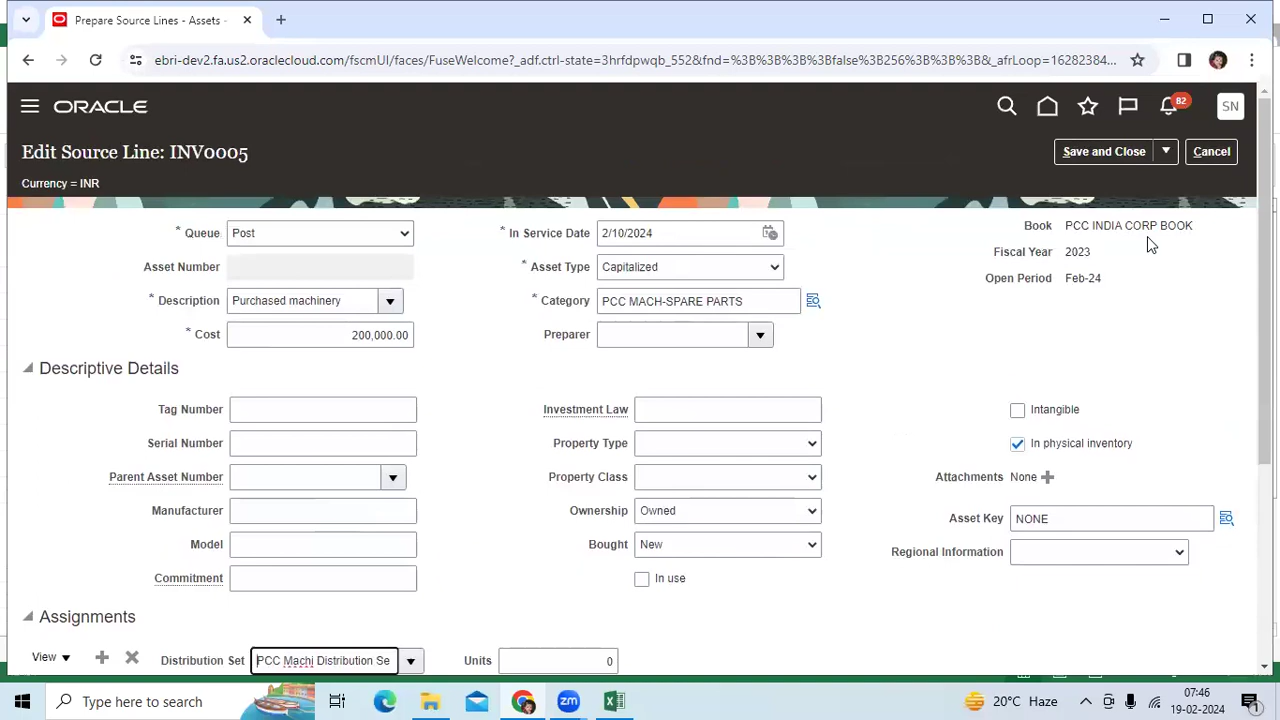 Prepare Source Lines - Assets -
ebri-dev2.fa.us2.oraclecloud.com/fscmUI/faces/FuseWelcome?_adf.ctrl-state=3hrfdpwqb_552&fnd=%3B%3B%3B%3Bfalse%3B256%3B%3B%3B&_afrLoop=16282384...
ORACLE
82
SN
Edit Source Line: INV0005
Save and Close
Cancel
Currency = INR
* Queue Post
* In Service Date 2/10/2024
Book PCC INDIA CORP BOOK
Asset Number
* Asset Type Capitalized
Fiscal Year 2023
Open Period Feb-24
* Description Purchased machinery
* Category PCC MACH-SPARE PARTS
* Cost 200,000.00
Preparer
Descriptive Details
Tag Number
Investment Law
Intangible
Serial Number
Property Type
In physical inventory
Parent Asset Number
Property Class
Attachments None
Manufacturer
Ownership Owned
Asset Key NONE
Model
Bought New
Regional Information
Commitment
In use
Assignments
View
Distribution Set PCC Machi Distribution Se
Units 0
Type here to search
20°C Haze
07:46
19-02-2024
1